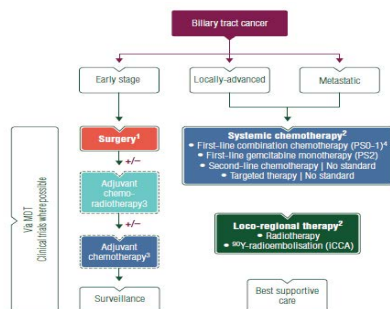 Biliary tract cancer
Early stage
Locally-advanced
Metastatic
Via MDT
Clinical trials when possible
Surgery¹
+/–
Adjuvant
chemo-
radiotherapy3
+/–
Adjuvant
chemotherapy³
Surveillance
Systemic chemotherapy²
• First-line combination chemotherapy (PS0-1)⁴
• First-line gemcitabine monotherapy (PS2)
• Second-line chemotherapy | No standard
• Targeted therapy | No standard
Loco-regional therapy²
• Radiotherapy
• ⁹⁰Y-radioembolisation (iCCA)
Best supportive
care